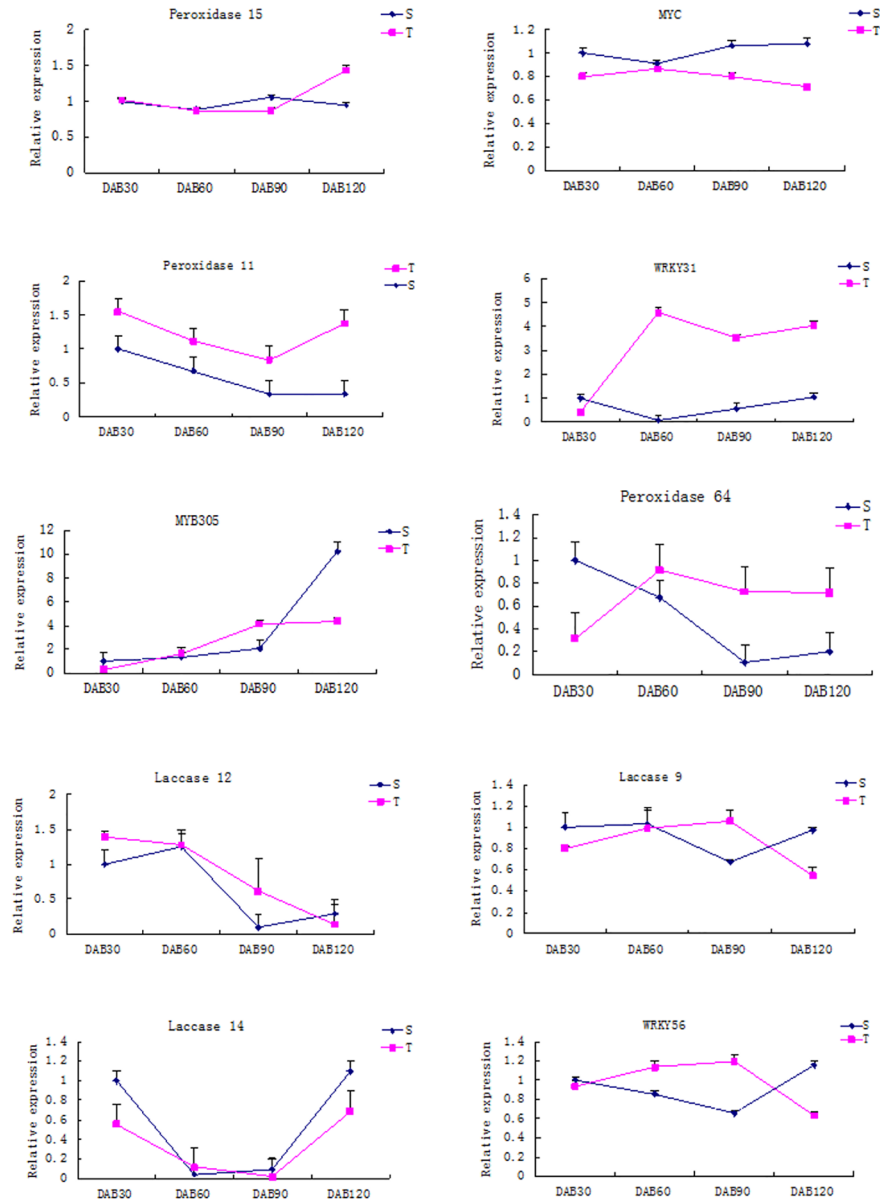 Peroxidase 15
S
T
Relative expression
2
1.5
1
0.5
0
DAB30 DAB60 DAB90 DAB120
MYC
S
T
Relative expression
1.2
1
0.8
0.6
0.4
0.2
0
DAB30 DAB60 DAB90 DAB120
Peroxidase 11
T
S
Relative expression
2
1.5
1
0.5
0
DAB30 DAB60 DAB90 DAB120
WRKY31
S
T
Relative expression
6
5
4
3
2
1
0
DAB30 DAB60 DAB90 DAB120
MYB305
S
T
Relative expression
12
10
8
6
4
2
0
DAB30 DAB60 DAB90 DAB120
Peroxidase 64
S
T
Relative expression
1.4
1.2
1
0.8
0.6
0.4
0.2
0
DAB30 DAB60 DAB90 DAB120
Laccase 12
S
T
Relative expression
2
1.5
1
0.5
0
DAB30 DAB60 DAB90 DAB120
Laccase 9
S
T
Relative expression
1.4
1.2
1
0.8
0.6
0.4
0.2
0
DAB30 DAB60 DAB90 DAB120
Laccase 14
S
T
Relative expression
1.4
1.2
1
0.8
0.6
0.4
0.2
0
DAB30 DAB60 DAB90 DAB120
WRKY56
S
T
Relative expression
1.4
1.2
1
0.8
0.6
0.4
0.2
0
DAB30 DAB60 DAB90 DAB120